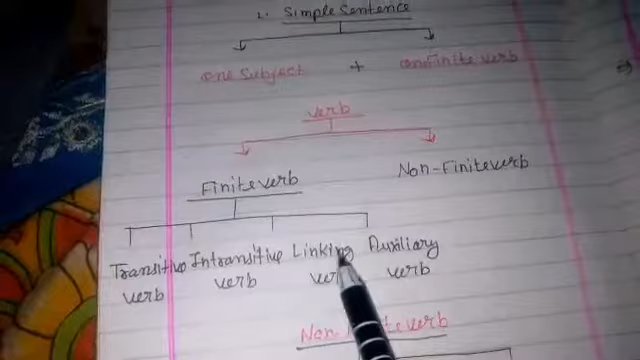 1. Simple Sentence
one Subject + one Finite verb
verb
Finite verb Non-Finite verb
Transitive Intransitive Linking Auxiliary
verb verb verb
Non verb